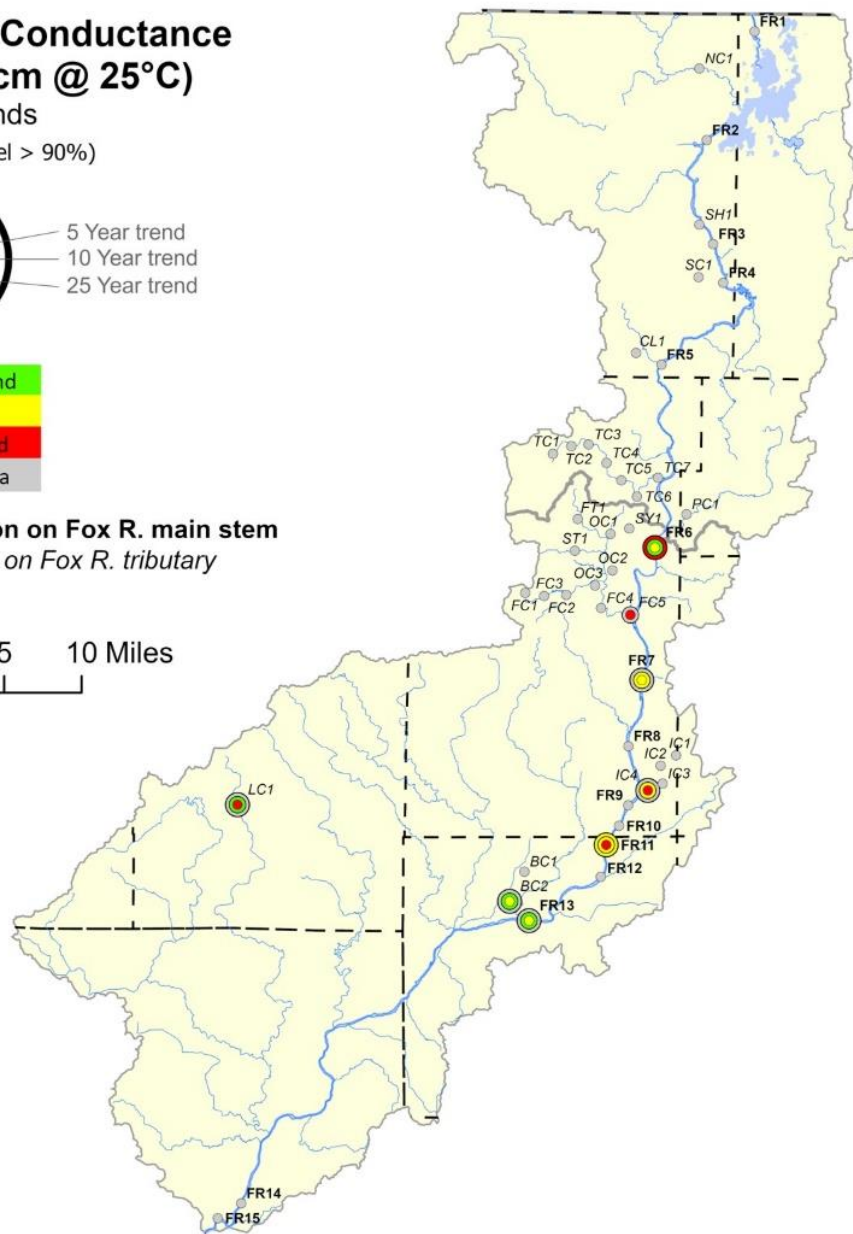 Conductance
cm @ 25°C)
nds
el > 90%)
5 Year trend
10 Year trend
25 Year trend
nd
d
a
on on Fox R. main stem
on Fox R. tributary
5 10 Miles
FR1
NC1
FR2
SH1
FR3
SC1
FR4
CL1
FR5
TC1
TC3
TC2
TC4
TC5
TC7
TC6
PC1
FT1
OC1
SY1
FR6
ST1
OC2
OC3
FC3
FC1
FC2
FC4
FC5
FR7
FR8
IC1
IC2
IC4
IC3
FR9
LC1
FR10
FR11
BC1
FR12
BC2
FR13
FR14
FR15